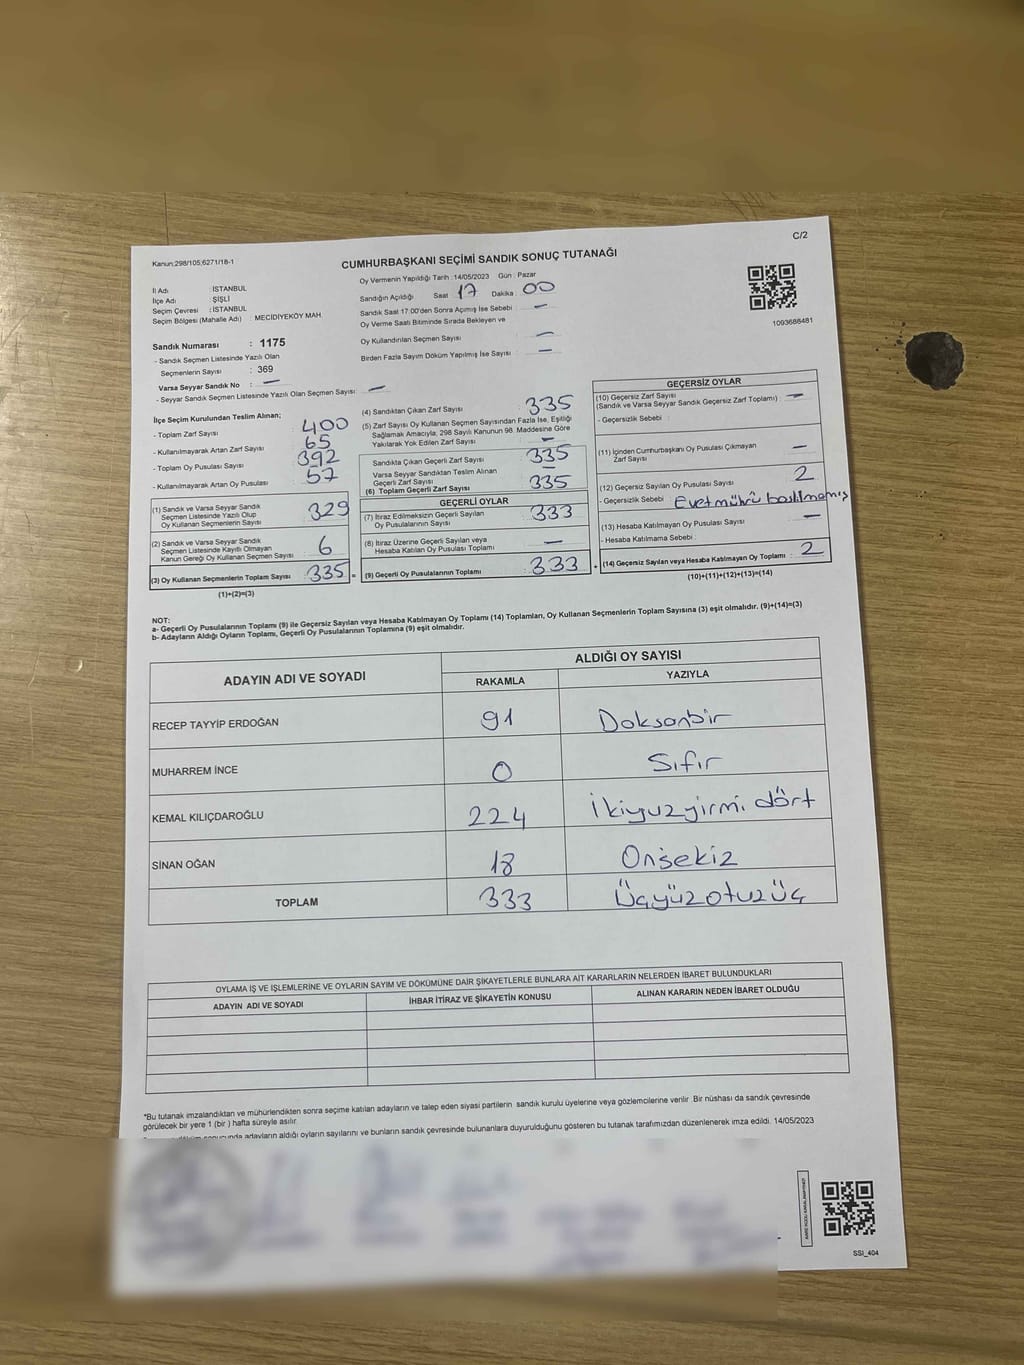 C/2
Kanun:298/105;6271/18-1
CUMHURBAŞKANI SEÇİMİ SANDIK SONUÇ TUTANAĞI
Oy Vermenin Yapıldığı Tarih : 14/05/2023 Gün : Pazar
İl Adı : İSTANBUL
İlçe Adı : ŞİŞLİ
Seçim Çevresi : İSTANBUL
Seçim Bölgesi (Mahalle Adı) : MECİDİYEKÖY MAH.
Sandığın Açıldığı Saat : 17 Dakika : 00
Sandık Saat 17:00'den Sonra Açımış İse Sebebi : —
Oy Verme Saati Bitiminde Sırada Bekleyen ve
Oy Kullandırılan Seçmen Sayısı : —
Birden Fazla Sayım Döküm Yapılmış İse Sayısı : —
1093688481
Sandık Numarası : 1175
- Sandık Seçmen Listesinde Yazılı Olan
Seçmenlerin Sayısı : 369
Varsa Seyyar Sandık No : —
- Seyyar Sandık Seçmen Listesinde Yazılı Olan Seçmen Sayısı : —
İlçe Seçim Kurulundan Teslim Alınan;
- Toplam Zarf Sayısı : 400
- Kullanılmayarak Artan Zarf Sayısı : 65
- Toplam Oy Pusulası Sayısı : 392
- Kullanılmayarak Artan Oy Pusulası : 57
(1) Sandık ve Varsa Seyyar Sandık
Seçmen Listesinde Yazılı Olup
Oy Kullanan Seçmenlerin Sayısı : 329
(2) Sandık ve Varsa Seyyar Sandık
Seçmen Listesinde Kayıtlı Olmayan
Kanun Gereği Oy Kullanan Seçmen Sayısı : 6
(3) Oy Kullanan Seçmenlerin Toplam Sayısı : 335 =
(1)+(2)=(3)
(4) Sandıktan Çıkan Zarf Sayısı : 335
(5) Zarf Sayısı Oy Kullanan Seçmen Sayısından Fazla İse, Eşitliği
Sağlamak Amacıyla; 298 Sayılı Kanunun 98. Maddesine Göre
Yakılarak Yok Edilen Zarf Sayısı : —
Sandıkta Çıkan Geçerli Zarf Sayısı : 335
Varsa Seyyar Sandıktan Teslim Alınan
Geçerli Zarf Sayısı : —
(6) Toplam Geçerli Zarf Sayısı : 335
GEÇERLİ OYLAR
(7) İtiraz Edilmeksizin Geçerli Sayılan
Oy Pusulalarının Sayısı : 333
(8) İtiraz Üzerine Geçerli Sayılan veya
Hesaba Katılan Oy Pusulası Toplamı : —
(9) Geçerli Oy Pusulalarının Toplamı : 333 +
GEÇERSİZ OYLAR
(10) Geçersiz Zarf Sayısı
(Sandık ve Varsa Seyyar Sandık Geçersiz Zarf Toplamı) : —
- Geçersizlik Sebebi :
(11) İçinden Cumhurbaşkanı Oy Pusulası Çıkmayan
Zarf Sayısı : —
(12) Geçersiz Sayılan Oy Pusulası Sayısı : 2
- Geçersizlik Sebebi : Evet mührü basılmamış
(13) Hesaba Katılmayan Oy Pusulası Sayısı : —
- Hesaba Katılmama Sebebi :
(14) Geçersiz Sayılan veya Hesaba Katılmayan Oy Toplamı : 2
(10)+(11)+(12)+(13)=(14)
NOT:
a- Geçerli Oy Pusulalarının Toplamı (9) ile Geçersiz Sayılan veya Hesaba Katılmayan Oy Toplamı (14) Toplamları, Oy Kullanan Seçmenlerin Toplam Sayısına (3) eşit olmalıdır. (9)+(14)=(3)
b- Adayların Aldığı Oyların Toplamı, Geçerli Oy Pusulalarının Toplamına (9) eşit olmalıdır.
ADAYIN ADI VE SOYADI
ALDIĞI OY SAYISI
RAKAMLA YAZIYLA
RECEP TAYYİP ERDOĞAN 91 Doksanbir
MUHARREM İNCE 0 Sıfır
KEMAL KILIÇDAROĞLU 224 İkiyuzyirmi dört
SİNAN OĞAN 18 Onsekiz
TOPLAM 333 Üçyüzotuzüç
OYLAMA İŞ VE İŞLEMLERİNE VE OYLARIN SAYIM VE DÖKÜMÜNE DAİR ŞİKAYETLERLE BUNLARA AİT KARARLARIN NELERDEN İBARET BULUNDUKLARI
ADAYIN ADI VE SOYADI İHBAR İTİRAZ VE ŞİKAYETİN KONUSU ALINAN KARARIN NEDEN İBARET OLDUĞU
*Bu tutanak imzalandıktan ve mühürlendikten sonra seçime katılan adayların ve talep eden siyasi partilerin sandık kurulu üyelerine veya gözlemcilerine verilir. Bir nüshası da sandık çevresinde
görülecek bir yere 1 (bir ) hafta süreyle asılır.
adayların aldığı oyların sayılarını ve bunların sandık çevresinde bulunanlara duyurulduğunu gösteren bu tutanak tarafımızdan düzenlenerek imza edildi. 14/05/2023
SSI_404